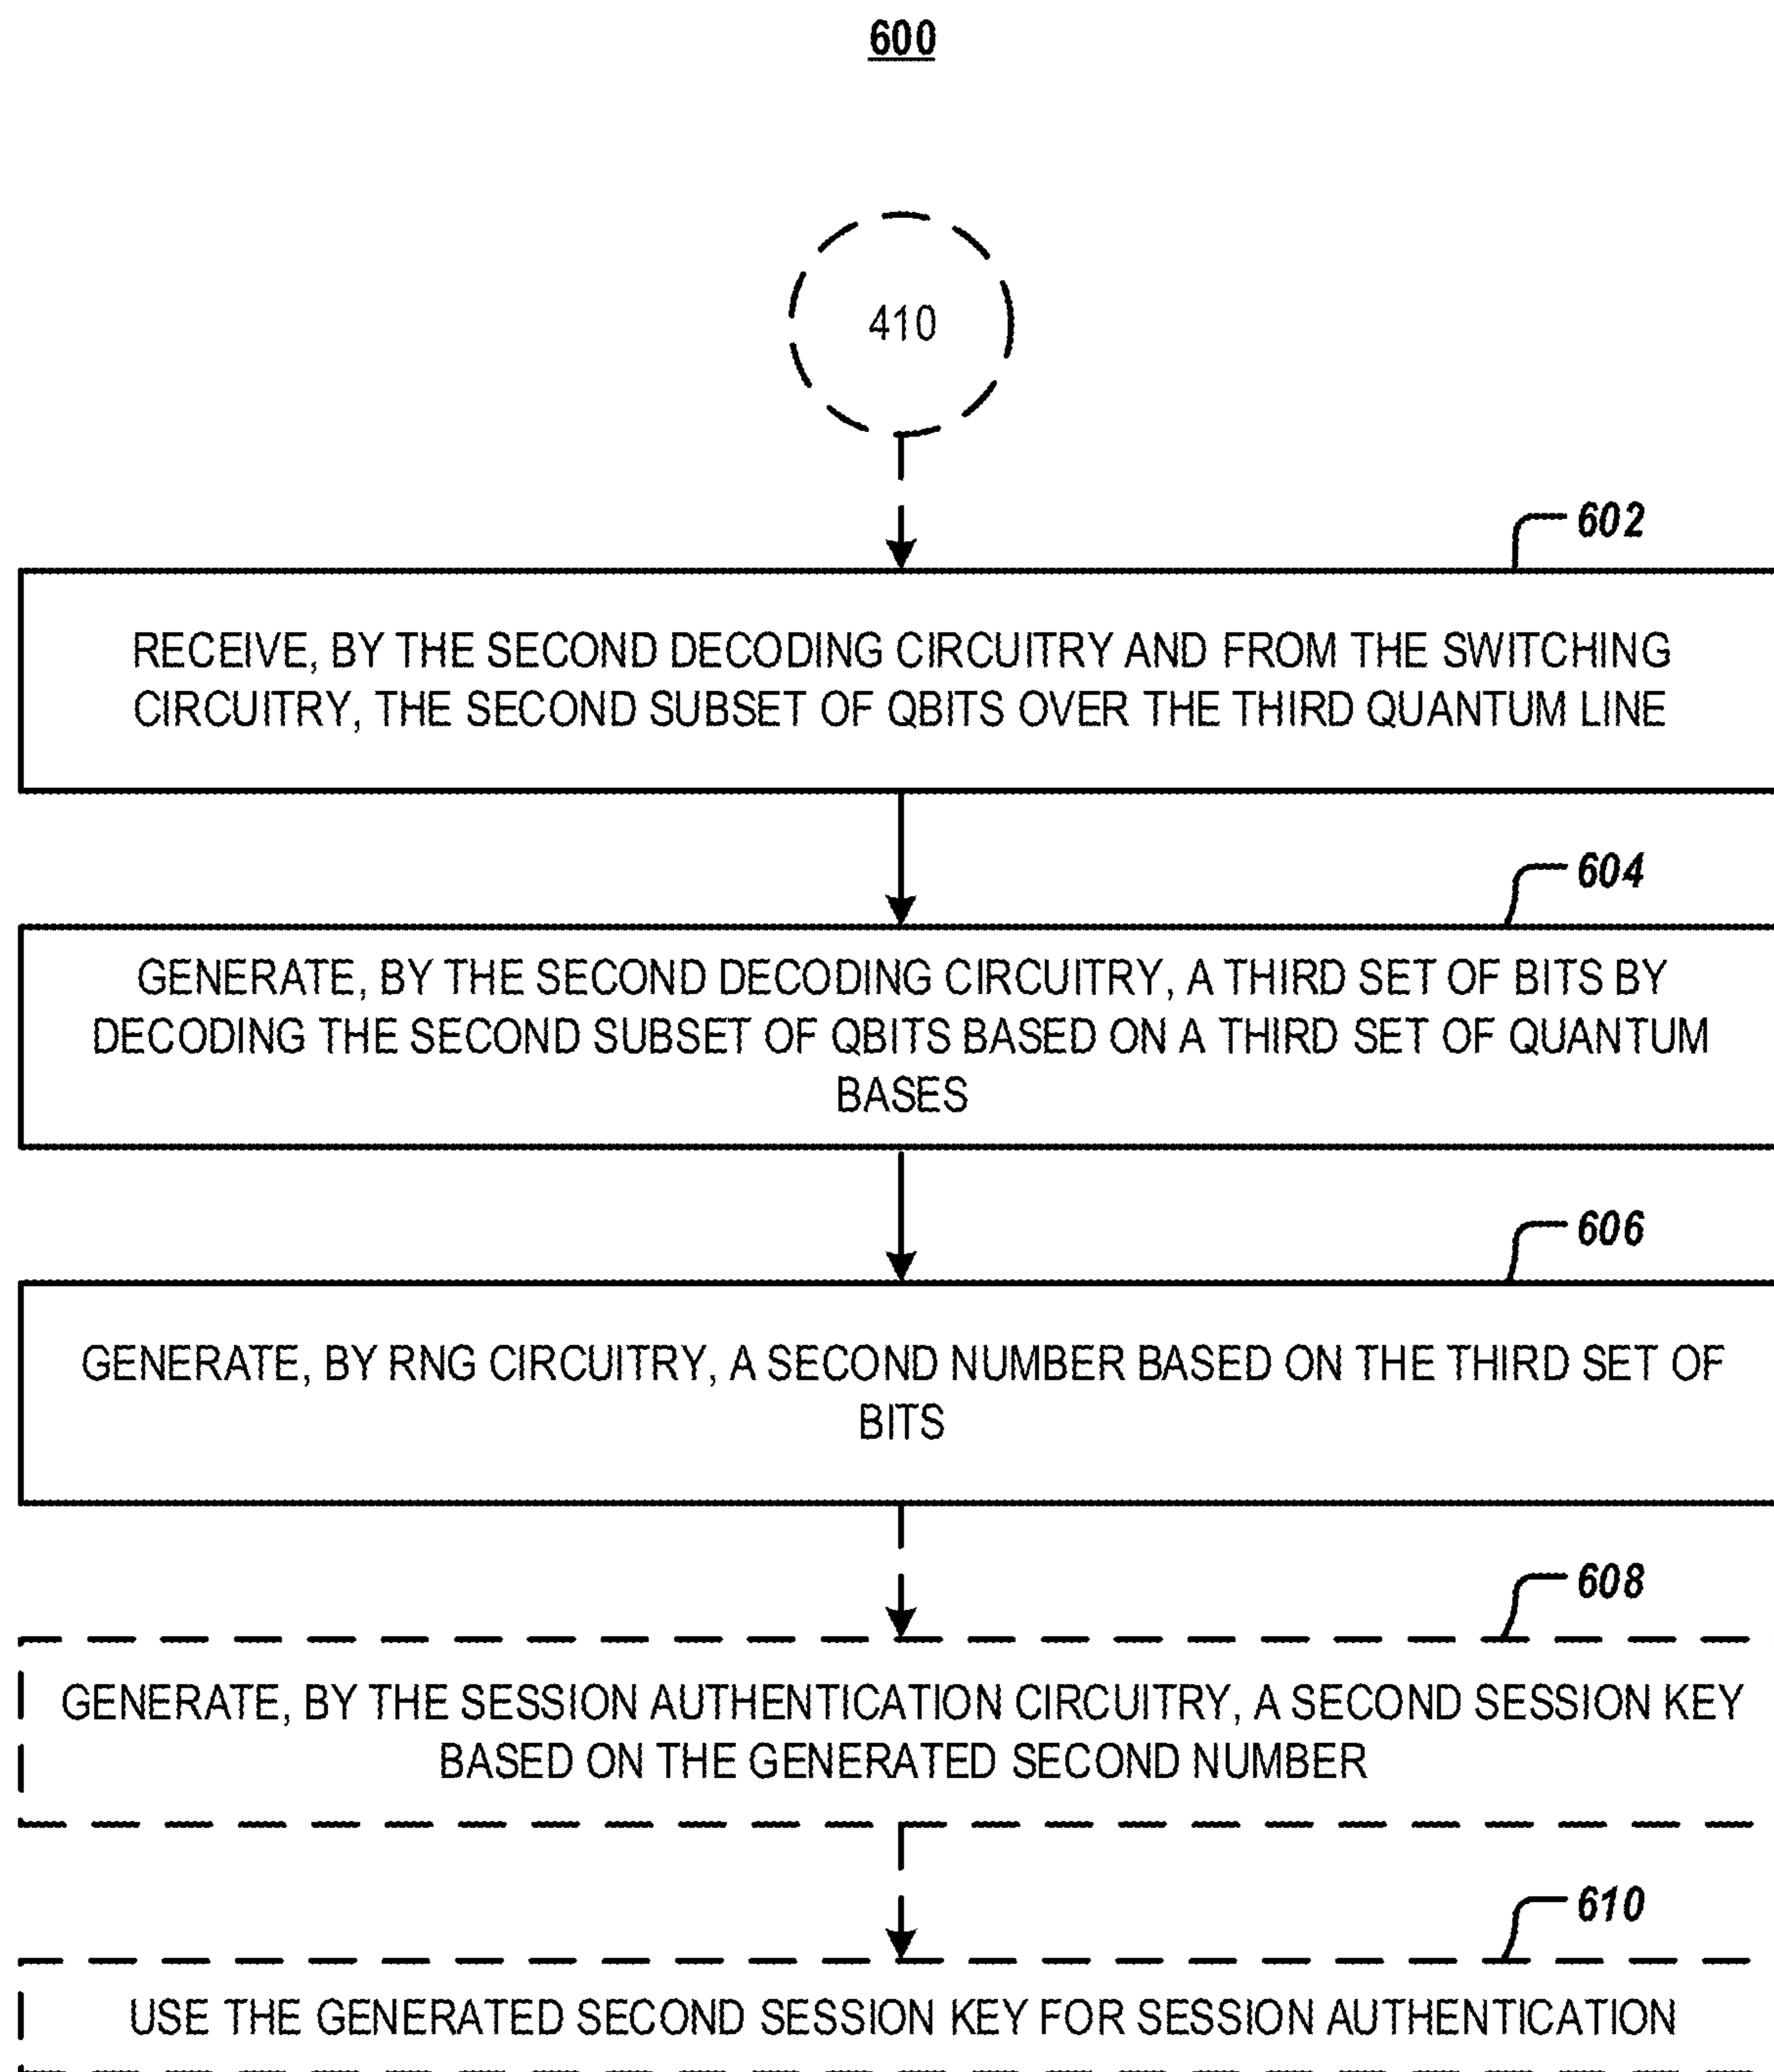 600
410
602
RECEIVE, BY THE SECOND DECODING CIRCUITRY AND FROM THE SWITCHING
CIRCUITRY, THE SECOND SUBSET OF QBITS OVER THE THIRD QUANTUM LINE
604
GENERATE, BY THE SECOND DECODING CIRCUITRY, A THIRD SET OF BITS BY
DECODING THE SECOND SUBSET OF QBITS BASED ON A THIRD SET OF QUANTUM
BASES
606
GENERATE, BY RNG CIRCUITRY, A SECOND NUMBER BASED ON THE THIRD SET OF
BITS
608
GENERATE, BY THE SESSION AUTHENTICATION CIRCUITRY, A SECOND SESSION KEY
BASED ON THE GENERATED SECOND NUMBER
610
USE THE GENERATED SECOND SESSION KEY FOR SESSION AUTHENTICATION